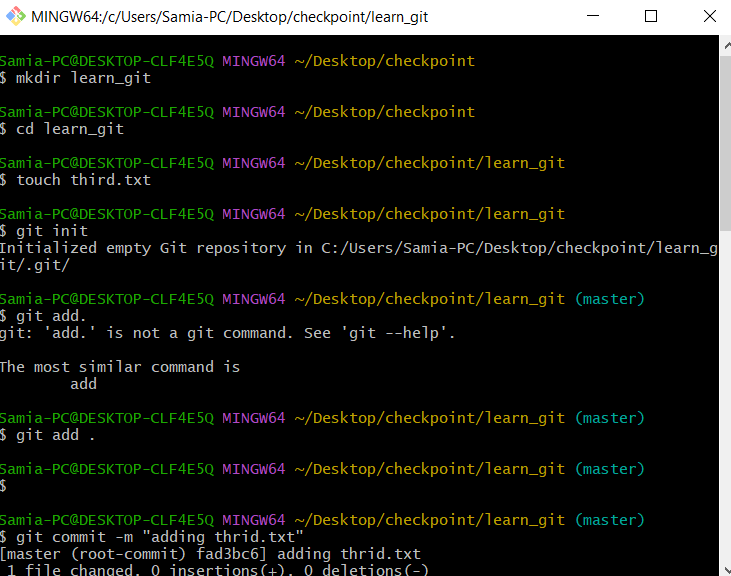 MINGW64:/c/Users/Samia-PC/Desktop/checkpoint/learn_git
Samia-PC@DESKTOP-CLF4E5Q MINGW64 ~/Desktop/checkpoint
$ mkdir learn_git
Samia-PC@DESKTOP-CLF4E5Q MINGW64 ~/Desktop/checkpoint
$ cd learn_git
Samia-PC@DESKTOP-CLF4E5Q MINGW64 ~/Desktop/checkpoint/learn_git
$ touch third.txt
Samia-PC@DESKTOP-CLF4E5Q MINGW64 ~/Desktop/checkpoint/learn_git
$ git init
Initialized empty Git repository in C:/Users/Samia-PC/Desktop/checkpoint/learn_g
it/.git/
Samia-PC@DESKTOP-CLF4E5Q MINGW64 ~/Desktop/checkpoint/learn_git (master)
$ git add.
git: 'add.' is not a git command. See 'git --help'.
The most similar command is
add
Samia-PC@DESKTOP-CLF4E5Q MINGW64 ~/Desktop/checkpoint/learn_git (master)
$ git add .
Samia-PC@DESKTOP-CLF4E5Q MINGW64 ~/Desktop/checkpoint/learn_git (master)
$
Samia-PC@DESKTOP-CLF4E5Q MINGW64 ~/Desktop/checkpoint/learn_git (master)
$ git commit -m "adding thrid.txt"
[master (root-commit) fad3bc6] adding thrid.txt
1 file changed, 0 insertions(+), 0 deletions(-)